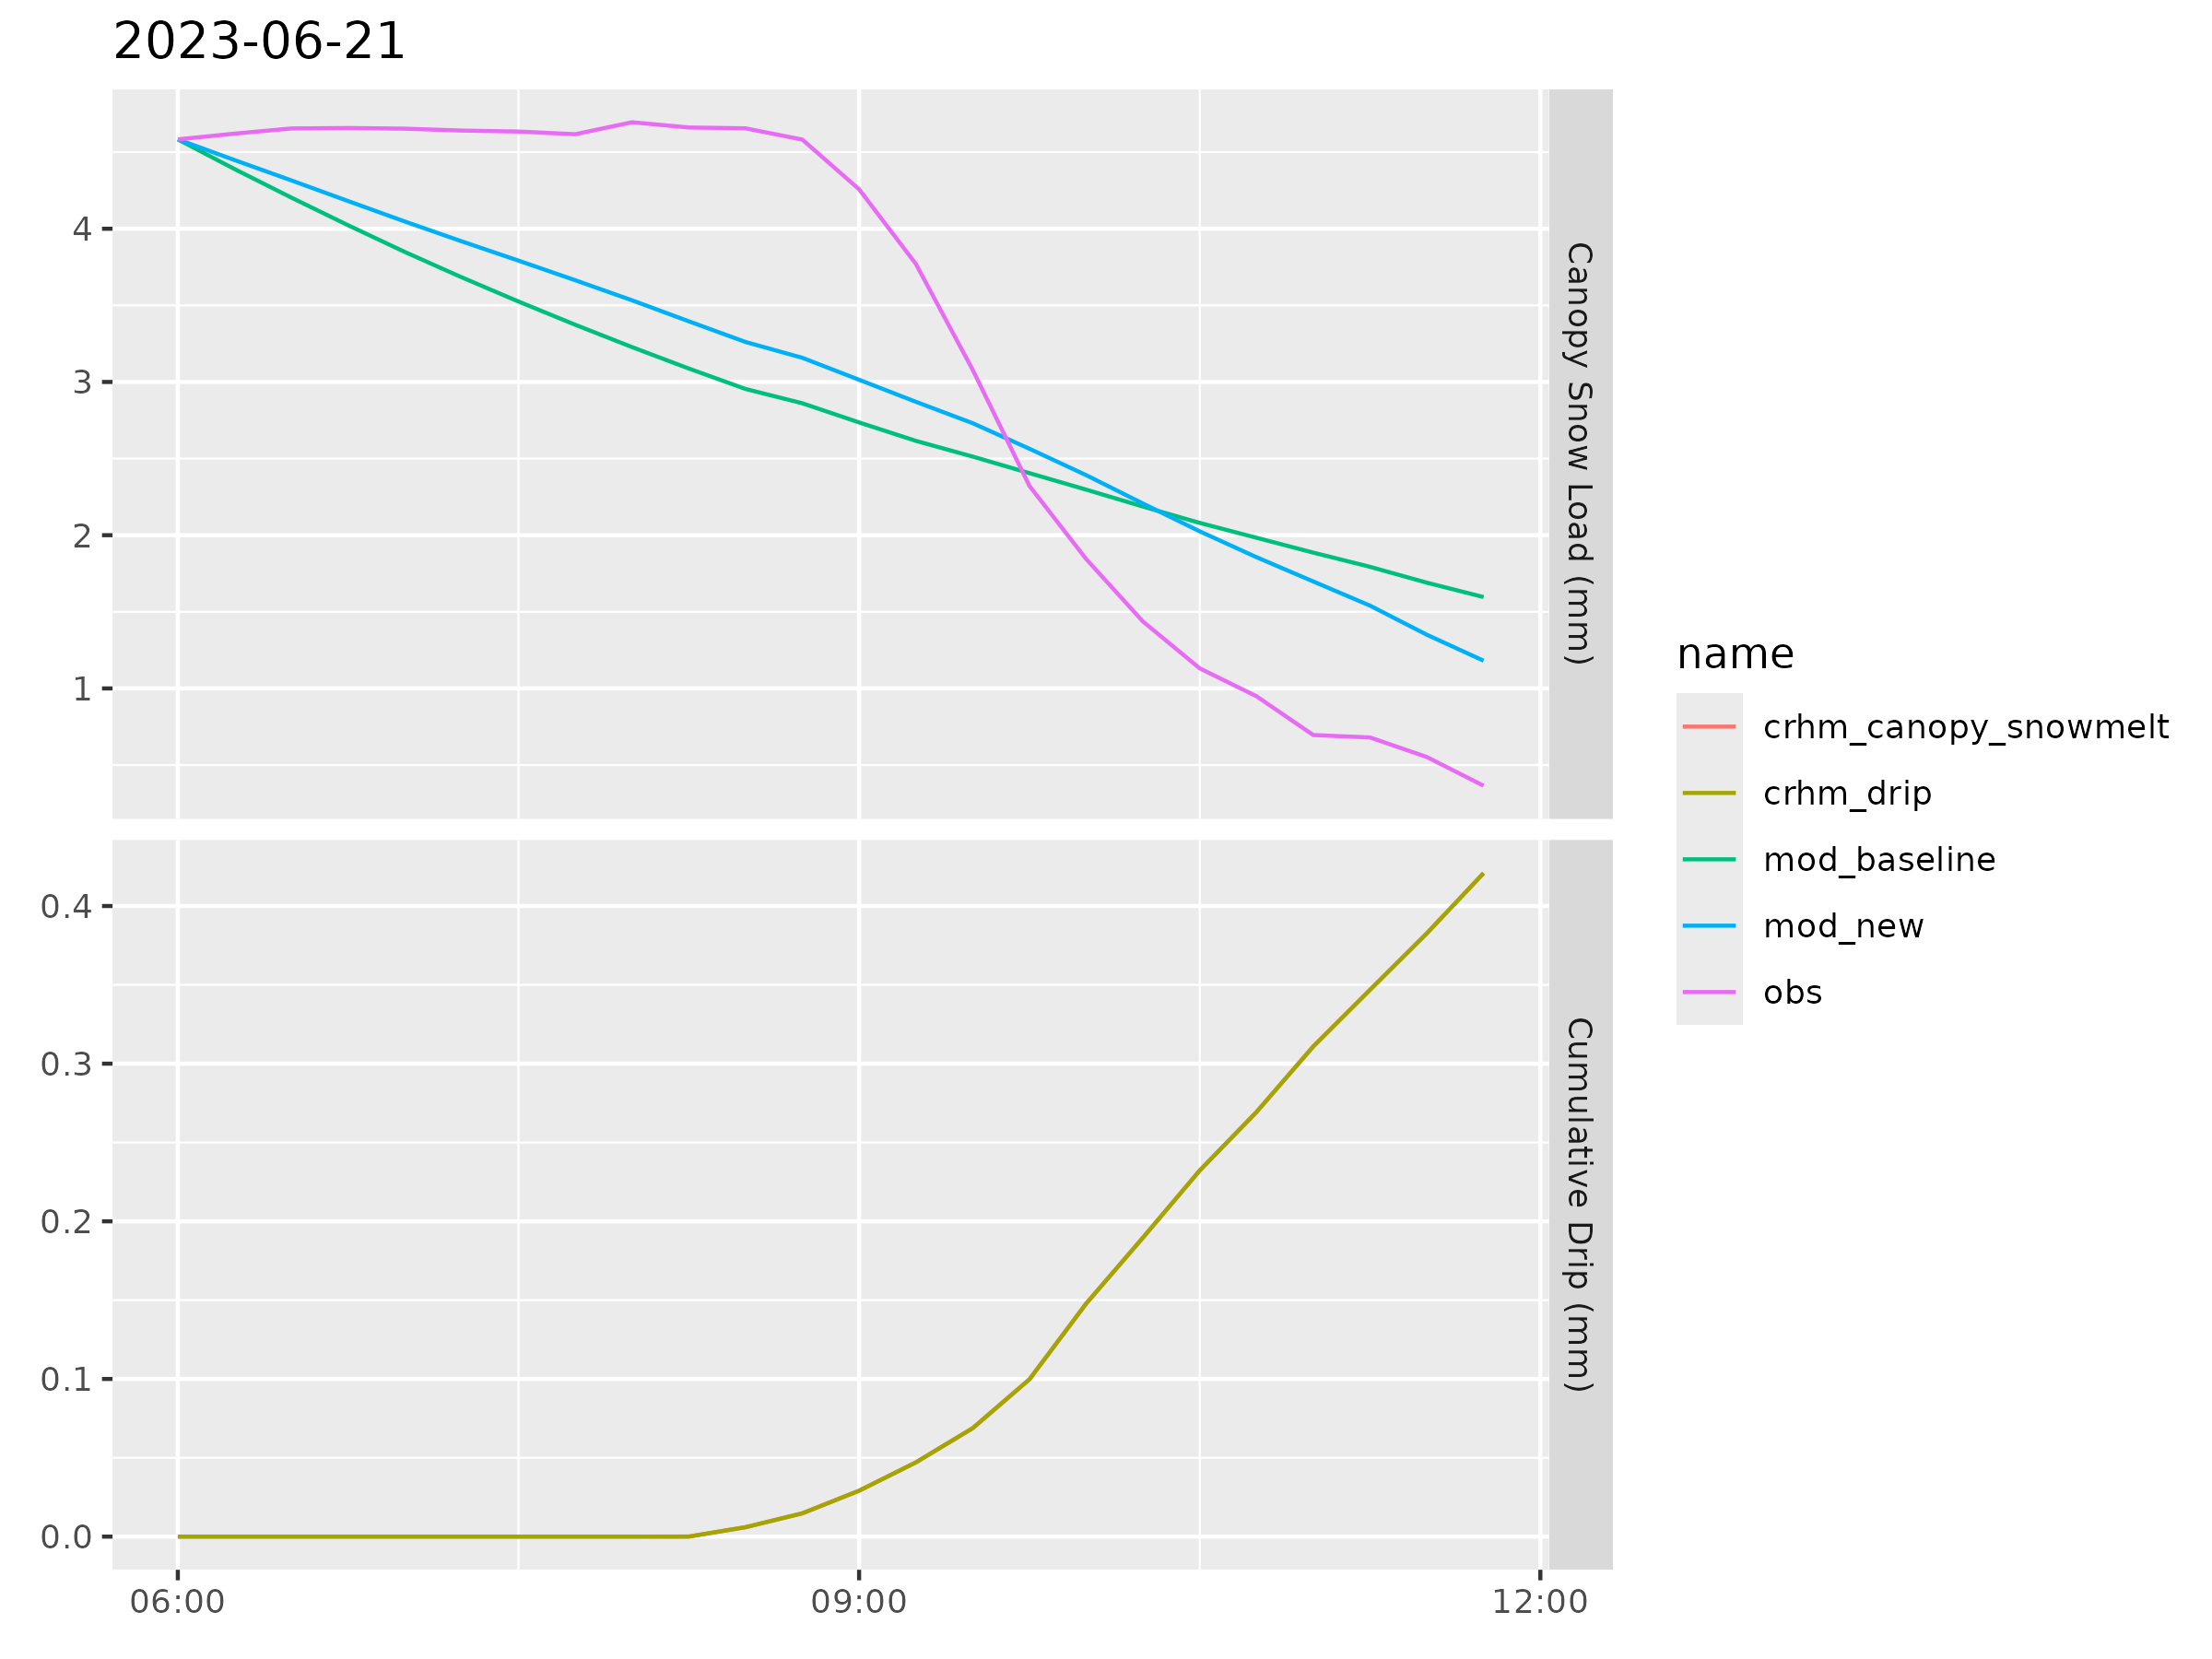 2023-06-21
4
3
2
1
Canopy Snow Load (mm)
0.4
0.3
0.2
0.1
0.0
Cumulative Drip (mm)
06:00
09:00
12:00
name
crhm_canopy_snowmelt
crhm_drip
mod_baseline
mod_new
obs